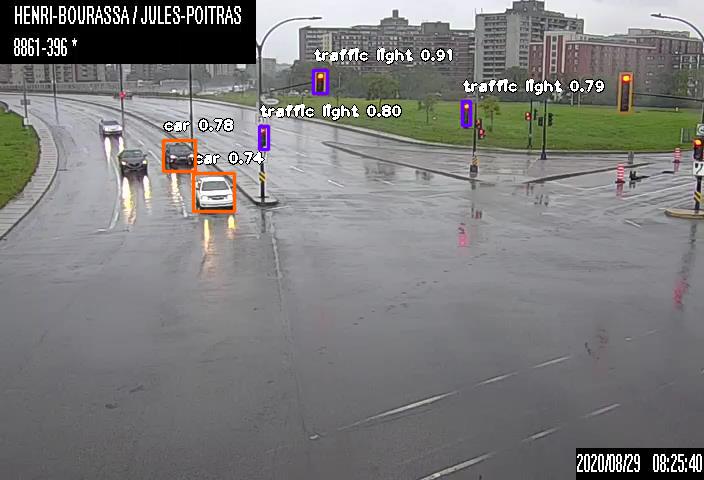 HENRI-BOURASSA / JULES-POITRAS
8861-396 *
traffic light 0.91
traffic light 0.79
traffic light 0.80
car 0.78
car 0.74
2020/08/29 08:25:40